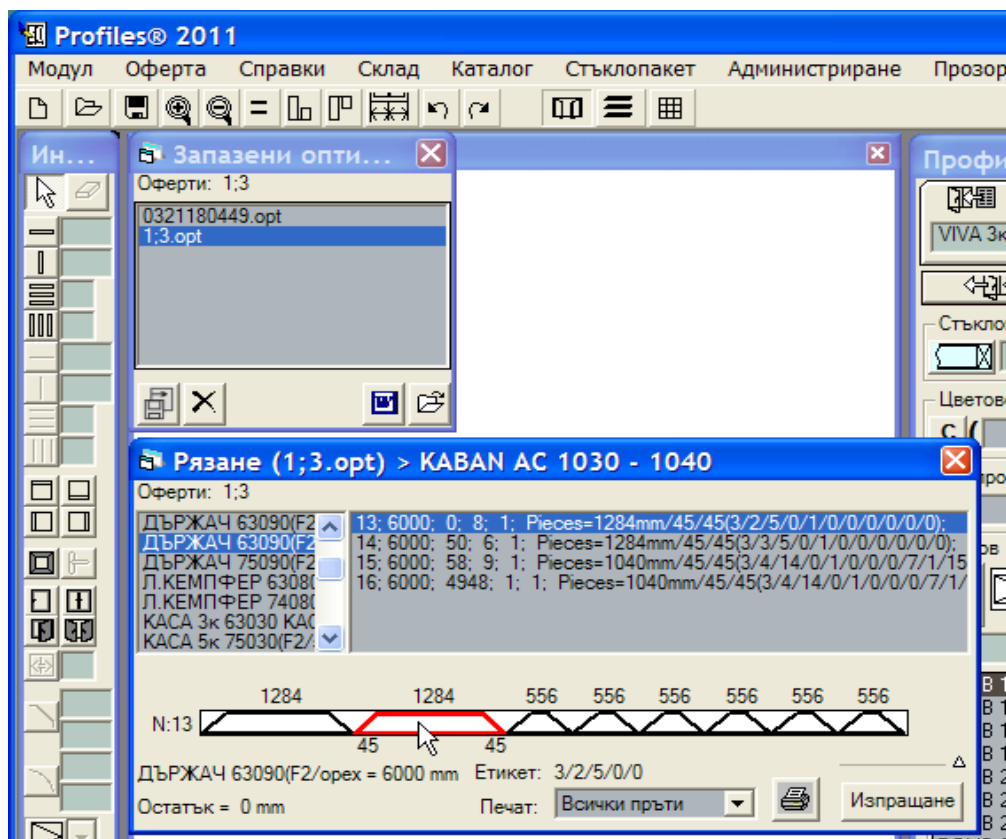 Profiles® 2011
Модул Оферта Справки Склад Каталог Стъклопакет Администриране Прозор
Ин...
Запазени опти...
Профи
Оферти: 1;3
0321180449.opt
1;3.opt
VIVA 3к
Стъкло
Цветов
C (
Рязане (1;3.opt) > KABAN AC 1030 - 1040
Оферти: 1;3
ДЪРЖАЧ 63090(F2
ДЪРЖАЧ 63090(F2
ДЪРЖАЧ 75090(F2
Л.КЕМПФЕР 63080
Л.КЕМПФЕР 74080
КАСА 3к 63030 КАС
КАСА 5к 75030(F2/
13; 6000; 0; 8; 1; Pieces=1284mm/45/45(3/2/5/0/1/0/0/0/0/0/0);
14; 6000; 50; 6; 1; Pieces=1284mm/45/45(3/3/5/0/1/0/0/0/0/0/0);
15; 6000; 58; 9; 1; Pieces=1040mm/45/45(3/4/14/0/1/0/0/0/7/1/15
16; 6000; 4948; 1; 1; Pieces=1040mm/45/45(3/4/14/0/1/0/0/0/7/1/
1284 1284 556 556 556 556 556 556
N:13
45 45
ДЪРЖАЧ 63090(F2/орех = 6000 mm Етикет: 3/2/5/0/0
Остатък = 0 mm Печат: Всички пръти Изпращане